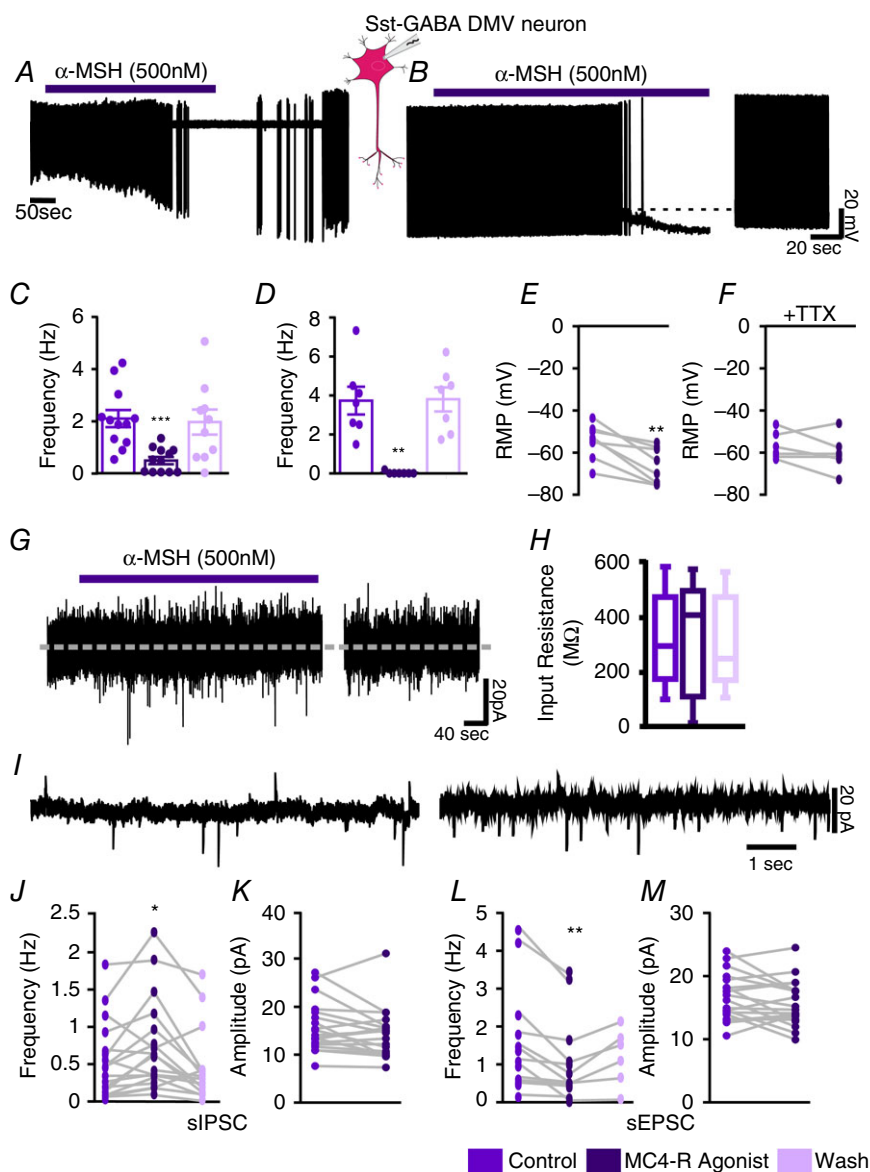 Sst-GABA DMV neuron
A
α-MSH (500nM)
50sec
B
α-MSH (500nM)
20 mV
20 sec
C
Frequency (Hz)
6
4
2
0
***
D
Frequency (Hz)
8
6
4
2
0
**
E
RMP (mV)
0
–20
–40
–60
–80
**
F
+TTX
RMP (mV)
0
–20
–40
–60
–80
G
α-MSH (500nM)
20pA
40 sec
H
Input Resistance
(MΩ)
600
400
200
0
I
20 pA
1 sec
J
Frequency (Hz)
2.5
2
1.5
1
0.5
0
*
K
Amplitude (pA)
40
30
20
10
0
sIPSC
L
Frequency (Hz)
5
4
3
2
1
0
**
M
Amplitude (pA)
30
20
10
0
sEPSC
Control
MC4-R Agonist
Wash